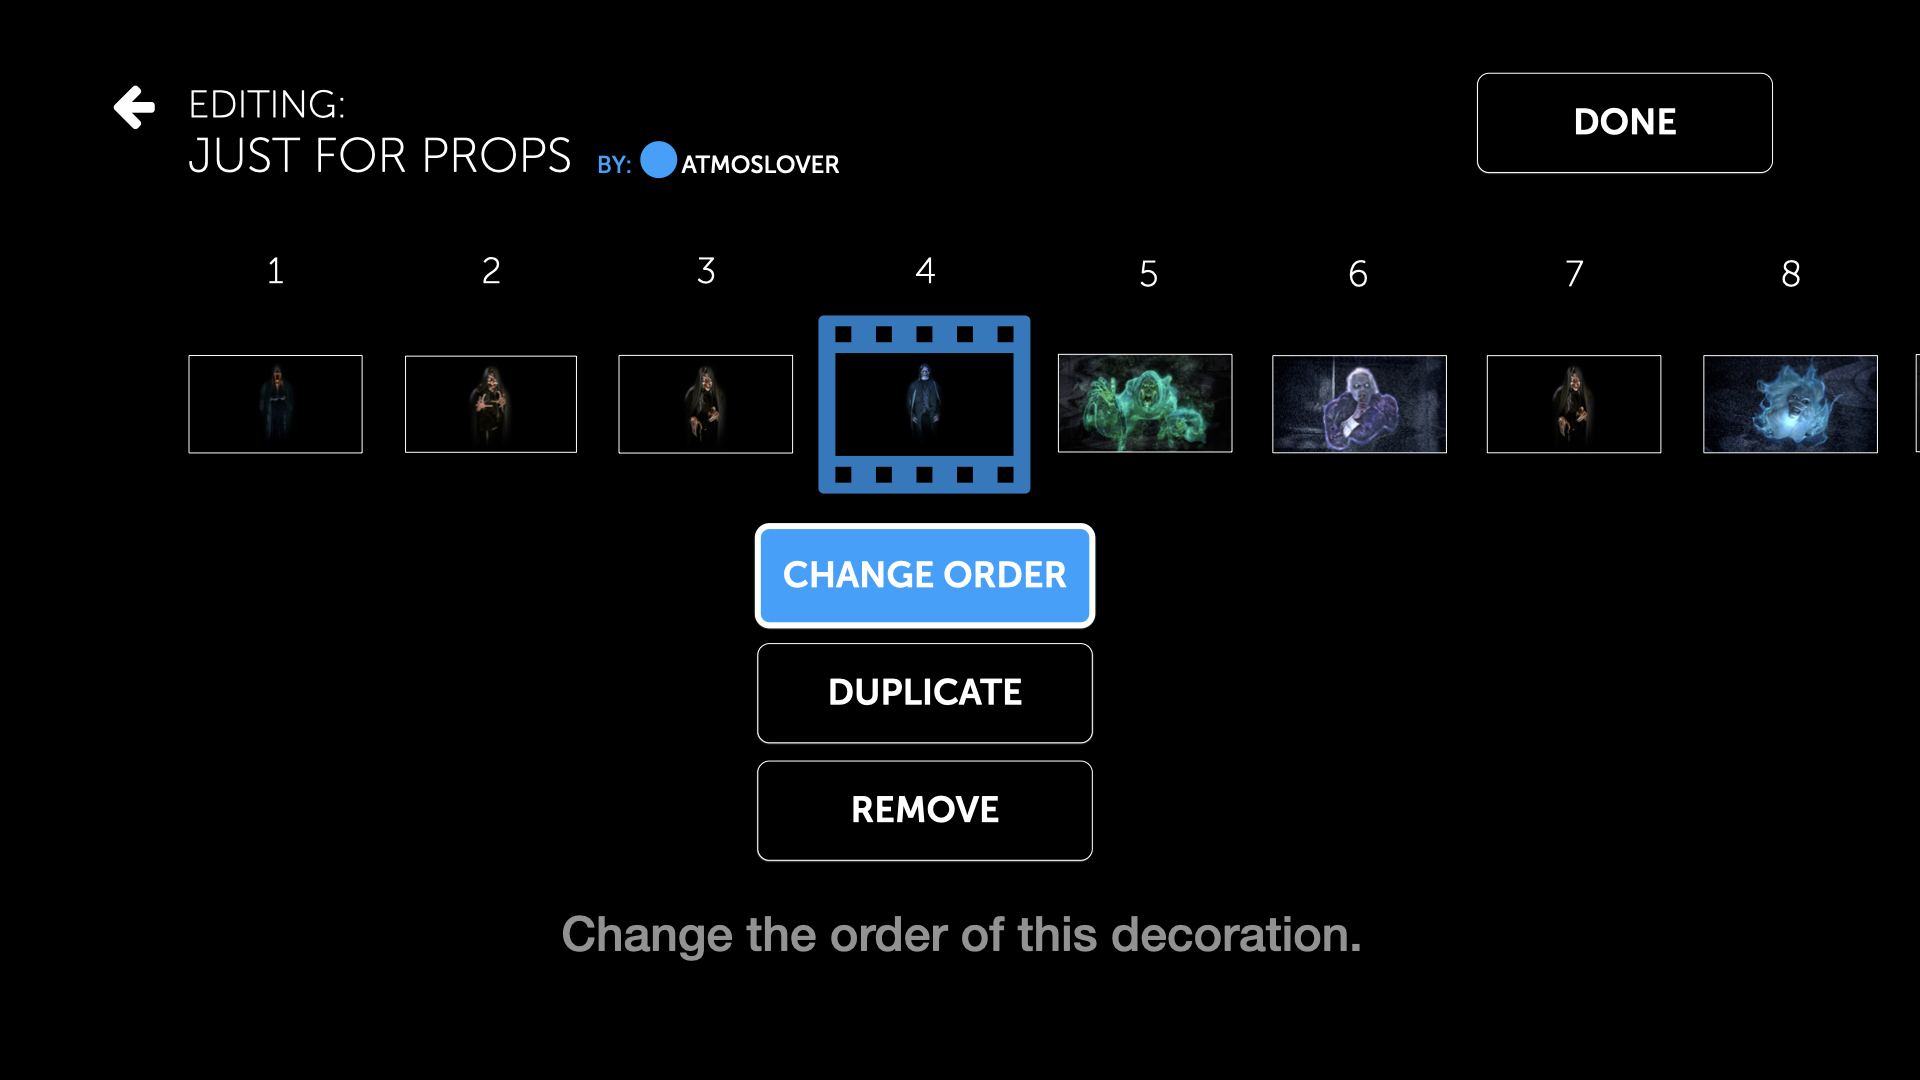 EDITING:
JUST FOR PROPS BY: ATMOSLOVER
DONE
1 2 3 4 5 6 7 8
CHANGE ORDER
DUPLICATE
REMOVE
Change the order of this decoration.